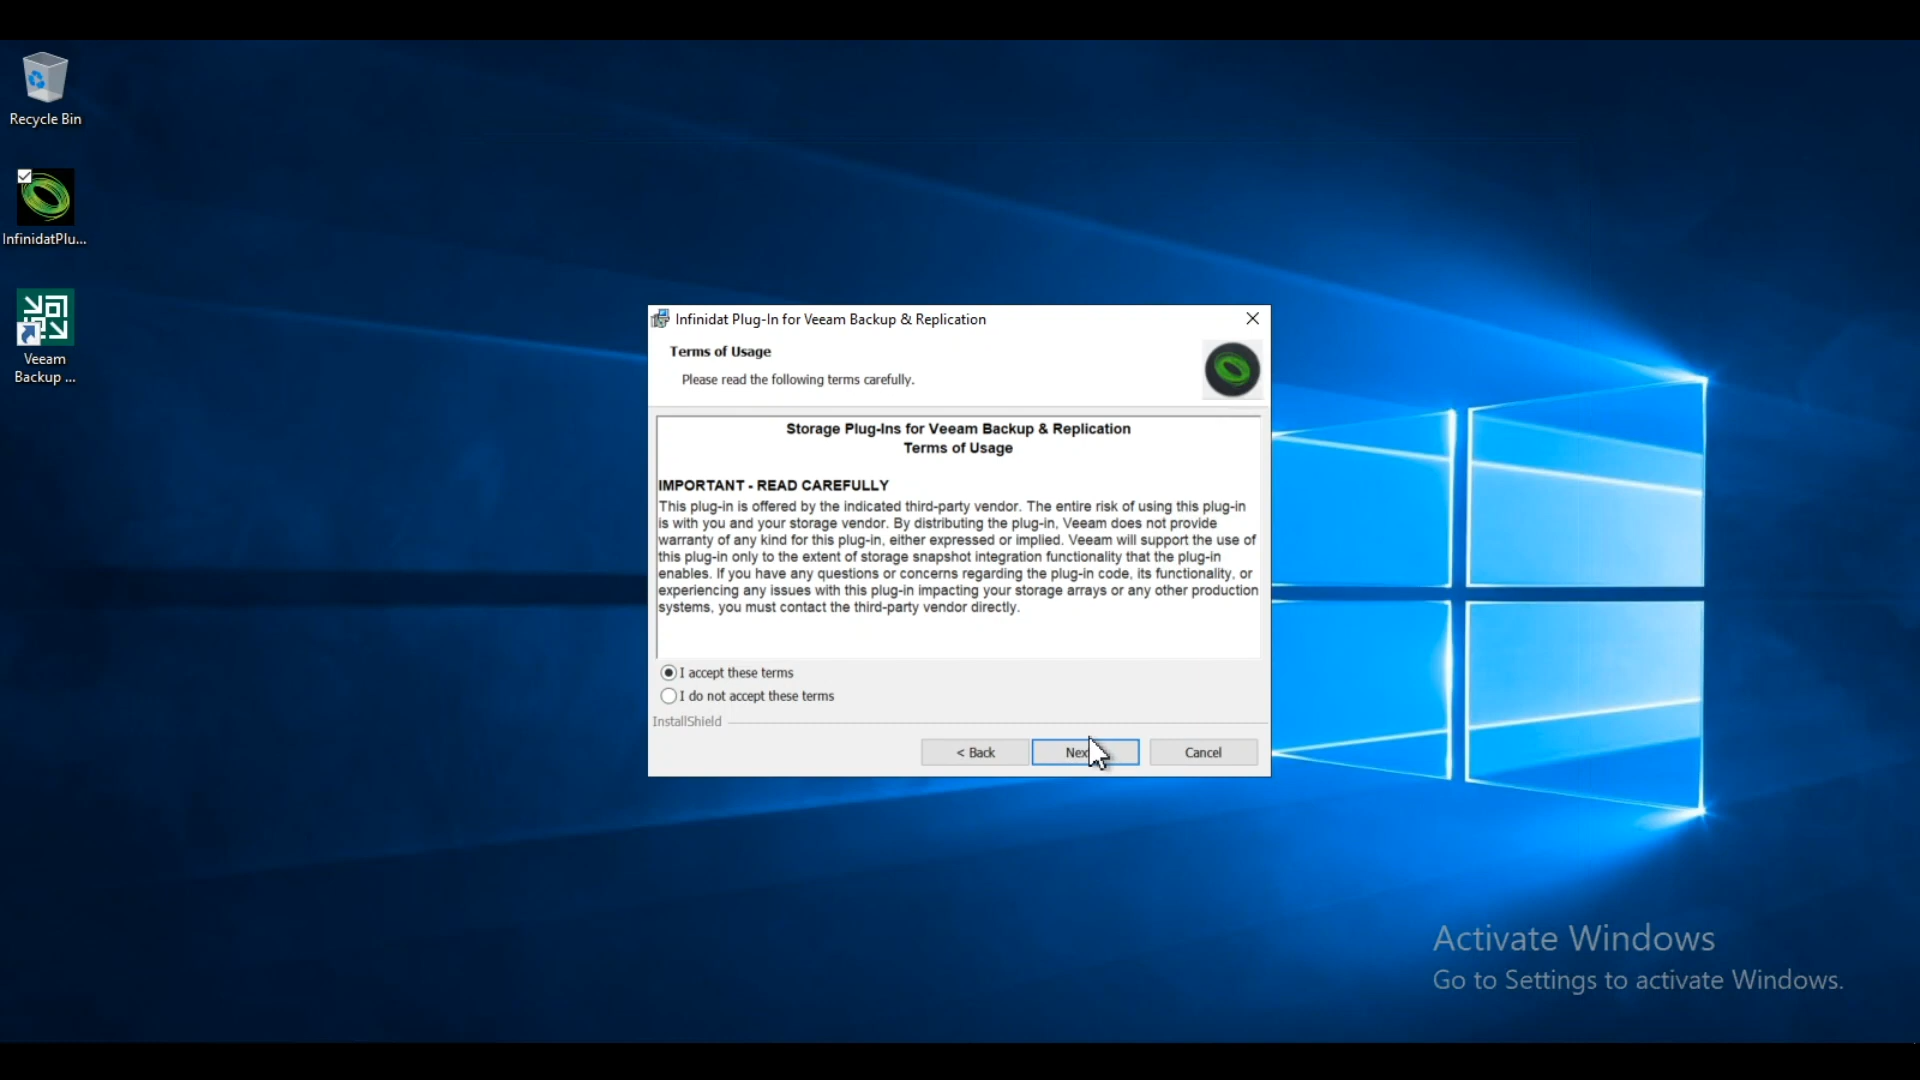 Recycle Bin
InfinidatPlu...
Veeam
Backup ...
Infinidat Plug-In for Veeam Backup & Replication
Terms of Usage
Please read the following terms carefully.
Storage Plug-Ins for Veeam Backup & Replication
Terms of Usage
IMPORTANT - READ CAREFULLY
This plug-in is offered by the indicated third-party vendor. The entire risk of using this plug-in
is with you and your storage vendor. By distributing the plug-in, Veeam does not provide
warranty of any kind for this plug-in, either expressed or implied. Veeam will support the use of
this plug-in only to the extent of storage snapshot integration functionality that the plug-in
enables. If you have any questions or concerns regarding the plug-in code, its functionality, or
experiencing any issues with this plug-in impacting your storage arrays or any other production
systems, you must contact the third-party vendor directly.
I accept these terms
I do not accept these terms
InstallShield
< Back
Nex
Cancel
Activate Windows
Go to Settings to activate Windows.